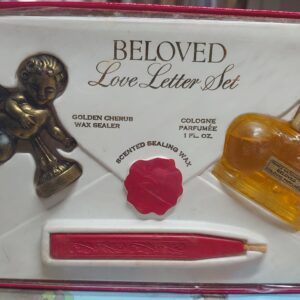 BELOVED
Love Letter Set
GOLDEN CHERUB
WAX SEALER
COLOGNE
PARFUMÉE
1 FL. OZ.
SCENTED SEALING WAX